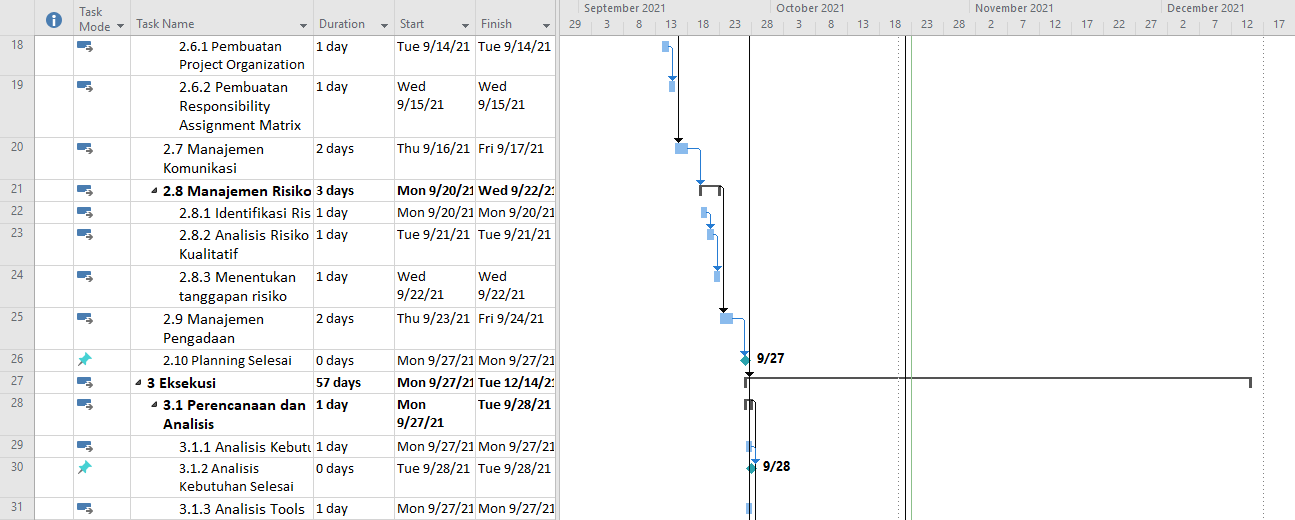 Task Mode Task Name Duration Start Finish
September 2021 October 2021 November 2021 December 2021
29 3 8 13 18 23 28 3 8 13 18 23 28 2 7 12 17 22 27 2 7 12 17
18 2.6.1 Pembuatan Project Organization 1 day Tue 9/14/21 Tue 9/14/21
19 2.6.2 Pembuatan Responsibility Assignment Matrix 1 day Wed 9/15/21 Wed 9/15/21
20 2.7 Manajemen Komunikasi 2 days Thu 9/16/21 Fri 9/17/21
21 2.8 Manajemen Risiko 3 days Mon 9/20/21 Wed 9/22/21
22 2.8.1 Identifikasi Ris 1 day Mon 9/20/21 Mon 9/20/21
23 2.8.2 Analisis Risiko Kualitatif 1 day Tue 9/21/21 Tue 9/21/21
24 2.8.3 Menentukan tanggapan risiko 1 day Wed 9/22/21 Wed 9/22/21
25 2.9 Manajemen Pengadaan 2 days Thu 9/23/21 Fri 9/24/21
26 2.10 Planning Selesai 0 days Mon 9/27/21 Mon 9/27/21 9/27
27 3 Eksekusi 57 days Mon 9/27/21 Tue 12/14/21
28 3.1 Perencanaan dan Analisis 1 day Mon 9/27/21 Tue 9/28/21
29 3.1.1 Analisis Kebutu 1 day Mon 9/27/21 Mon 9/27/21
30 3.1.2 Analisis Kebutuhan Selesai 0 days Tue 9/28/21 Tue 9/28/21 9/28
31 3.1.3 Analisis Tools 1 day Mon 9/27/21 Mon 9/27/21